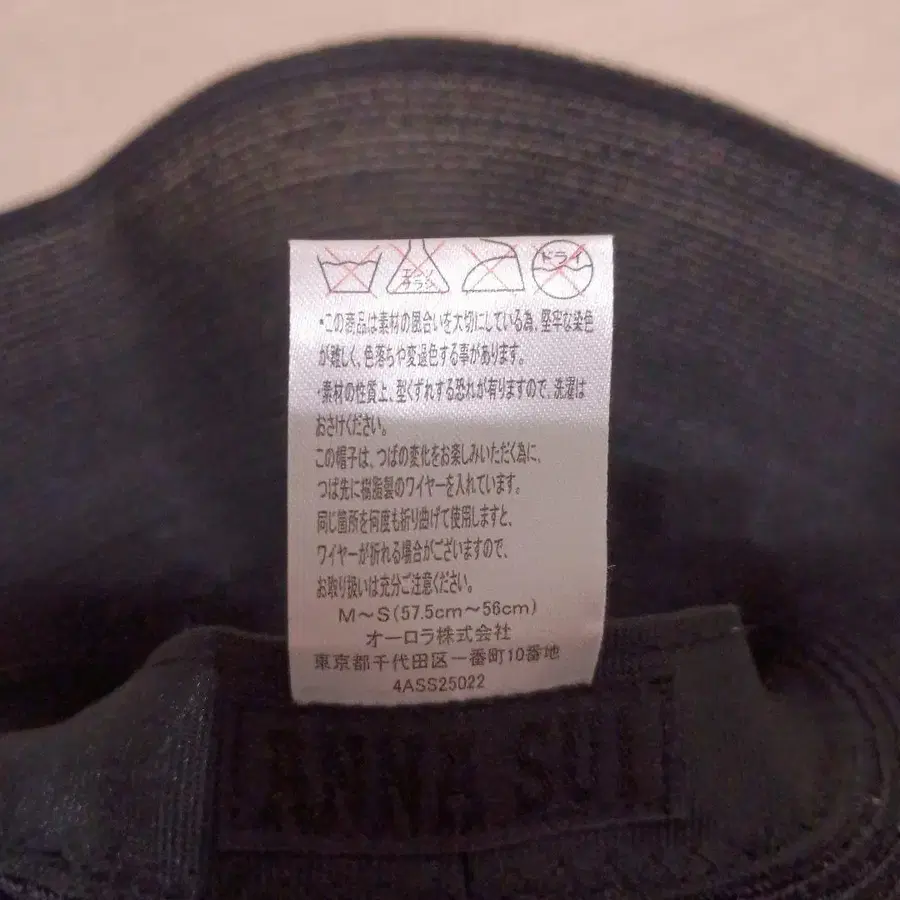 エンソ
サラシ
ドライ
・この商品は素材の風合いを大切にしている為、堅牢な染色
が難しく、色落ちや変退色する事があります。
・素材の性質上、型くずれする恐れが有りますので、洗濯は
おさけください。
この帽子は、つばの変化をお楽しみいただく為に、
つば先に樹脂製のワイヤーを入れています。
同じ箇所を何度も折り曲げて使用しますと、
ワイヤーが折れる場合がございますので、
お取り扱いは充分ご注意ください。
M～S(57.5cm～56cm)
オーロラ株式会社
東京都千代田区一番町10番地
4ASS25022
ANNA SUI